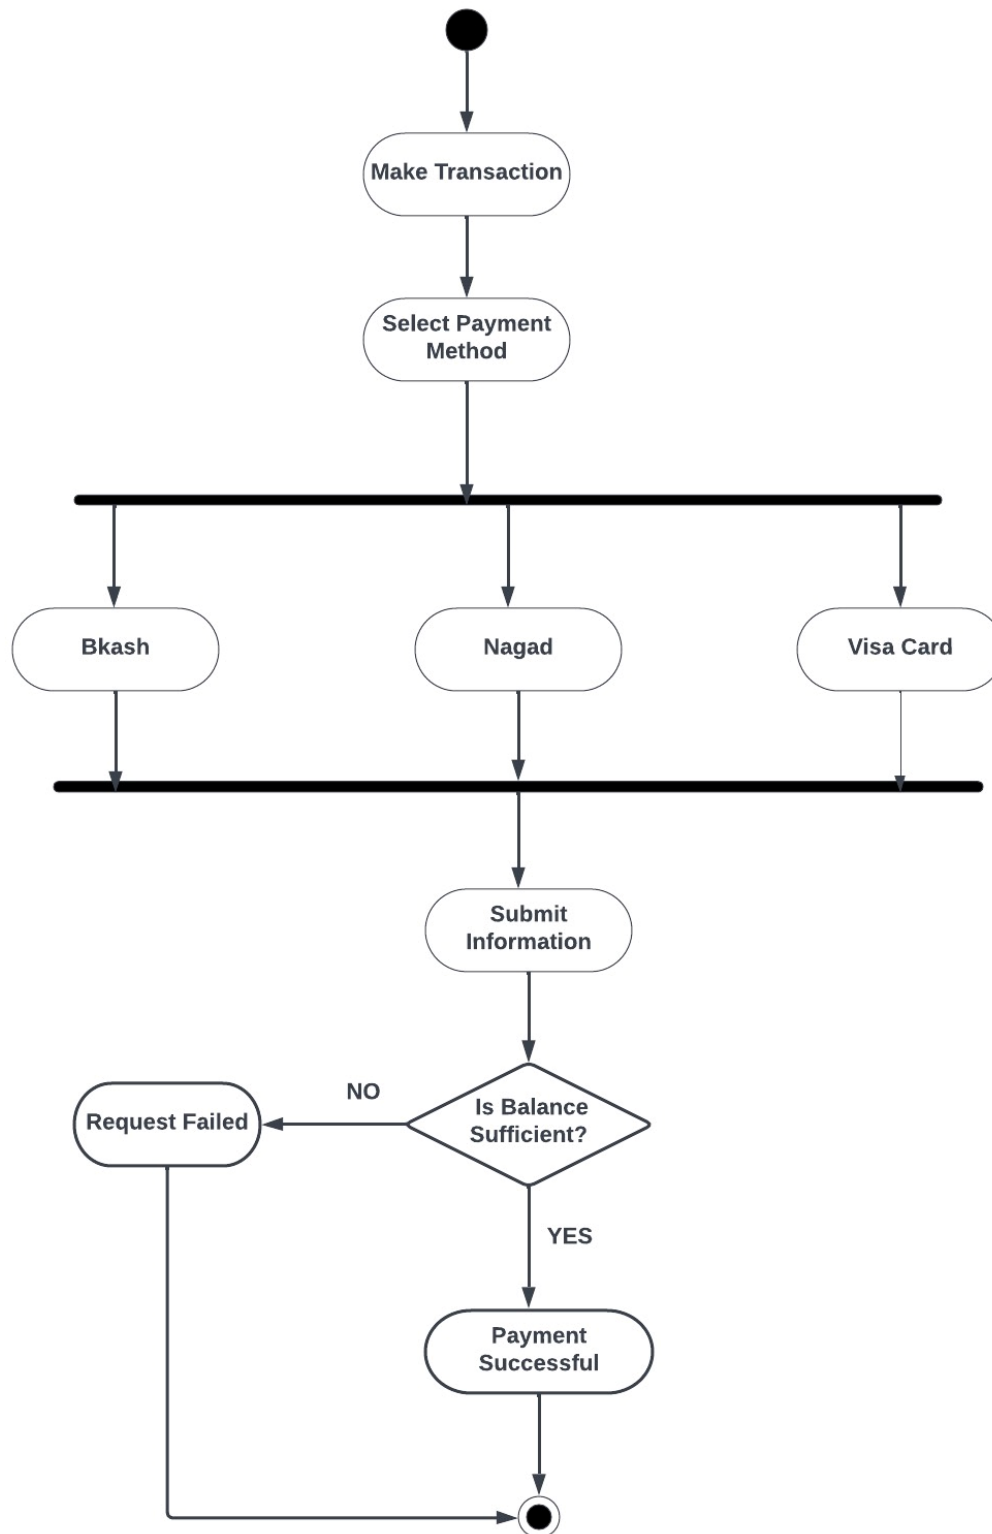 Make Transaction
Select Payment
Method
Bkash
Nagad
Visa Card
Submit
Information
NO
Is Balance
Sufficient?
Request Failed
YES
Payment
Successful